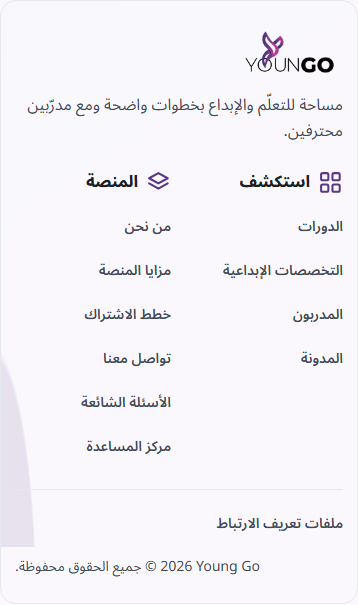 YOUNGO
مساحة للتعلّم والإبداع بخطوات واضحة ومع مدرّبين
محترفين.
استكشف
الدورات
التخصصات الإبداعية
المدربون
المدونة
المنصة
من نحن
مزايا المنصة
خطط الاشتراك
تواصل معنا
الأسئلة الشائعة
مركز المساعدة
ملفات تعريف الارتباط
Young Go 2026 © جميع الحقوق محفوظة.